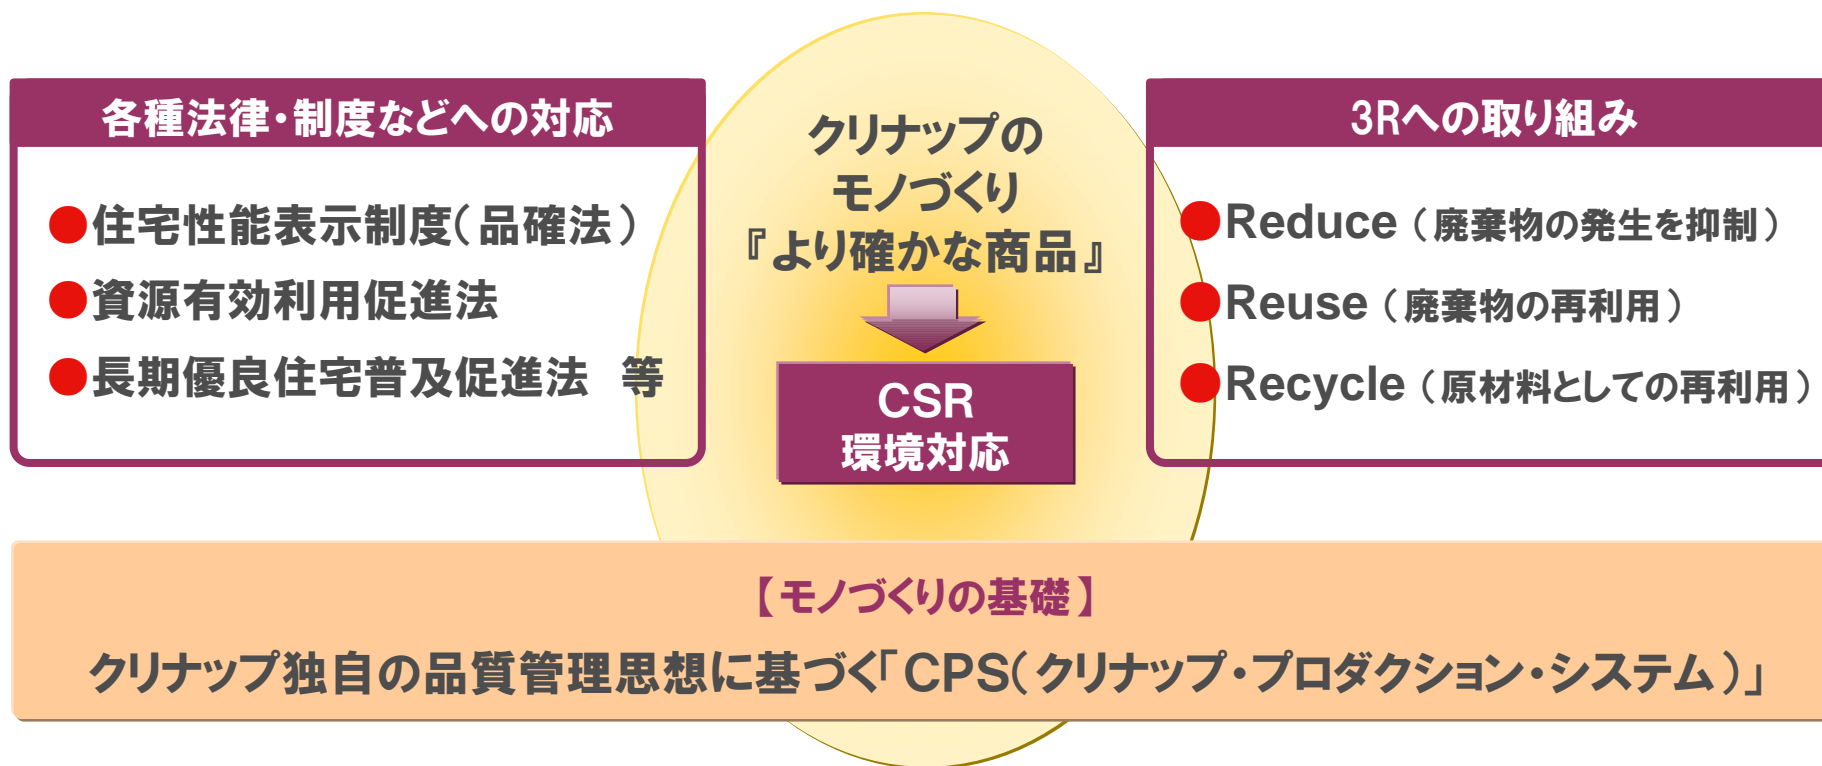 各種法律・制度などへの対応
●住宅性能表示制度(品確法)
●資源有効利用促進法
●長期優良住宅普及促進法　等
クリナップの
モノづくり
『より確かな商品』
CSR
環境対応
3Rへの取り組み
●Reduce(廃棄物の発生を抑制)
●Reuse(廃棄物の再利用)
●Recycle(原材料としての再利用)
【モノづくりの基礎】
クリナップ独自の品質管理思想に基づく「CPS(クリナップ・プロダクション・システム)」